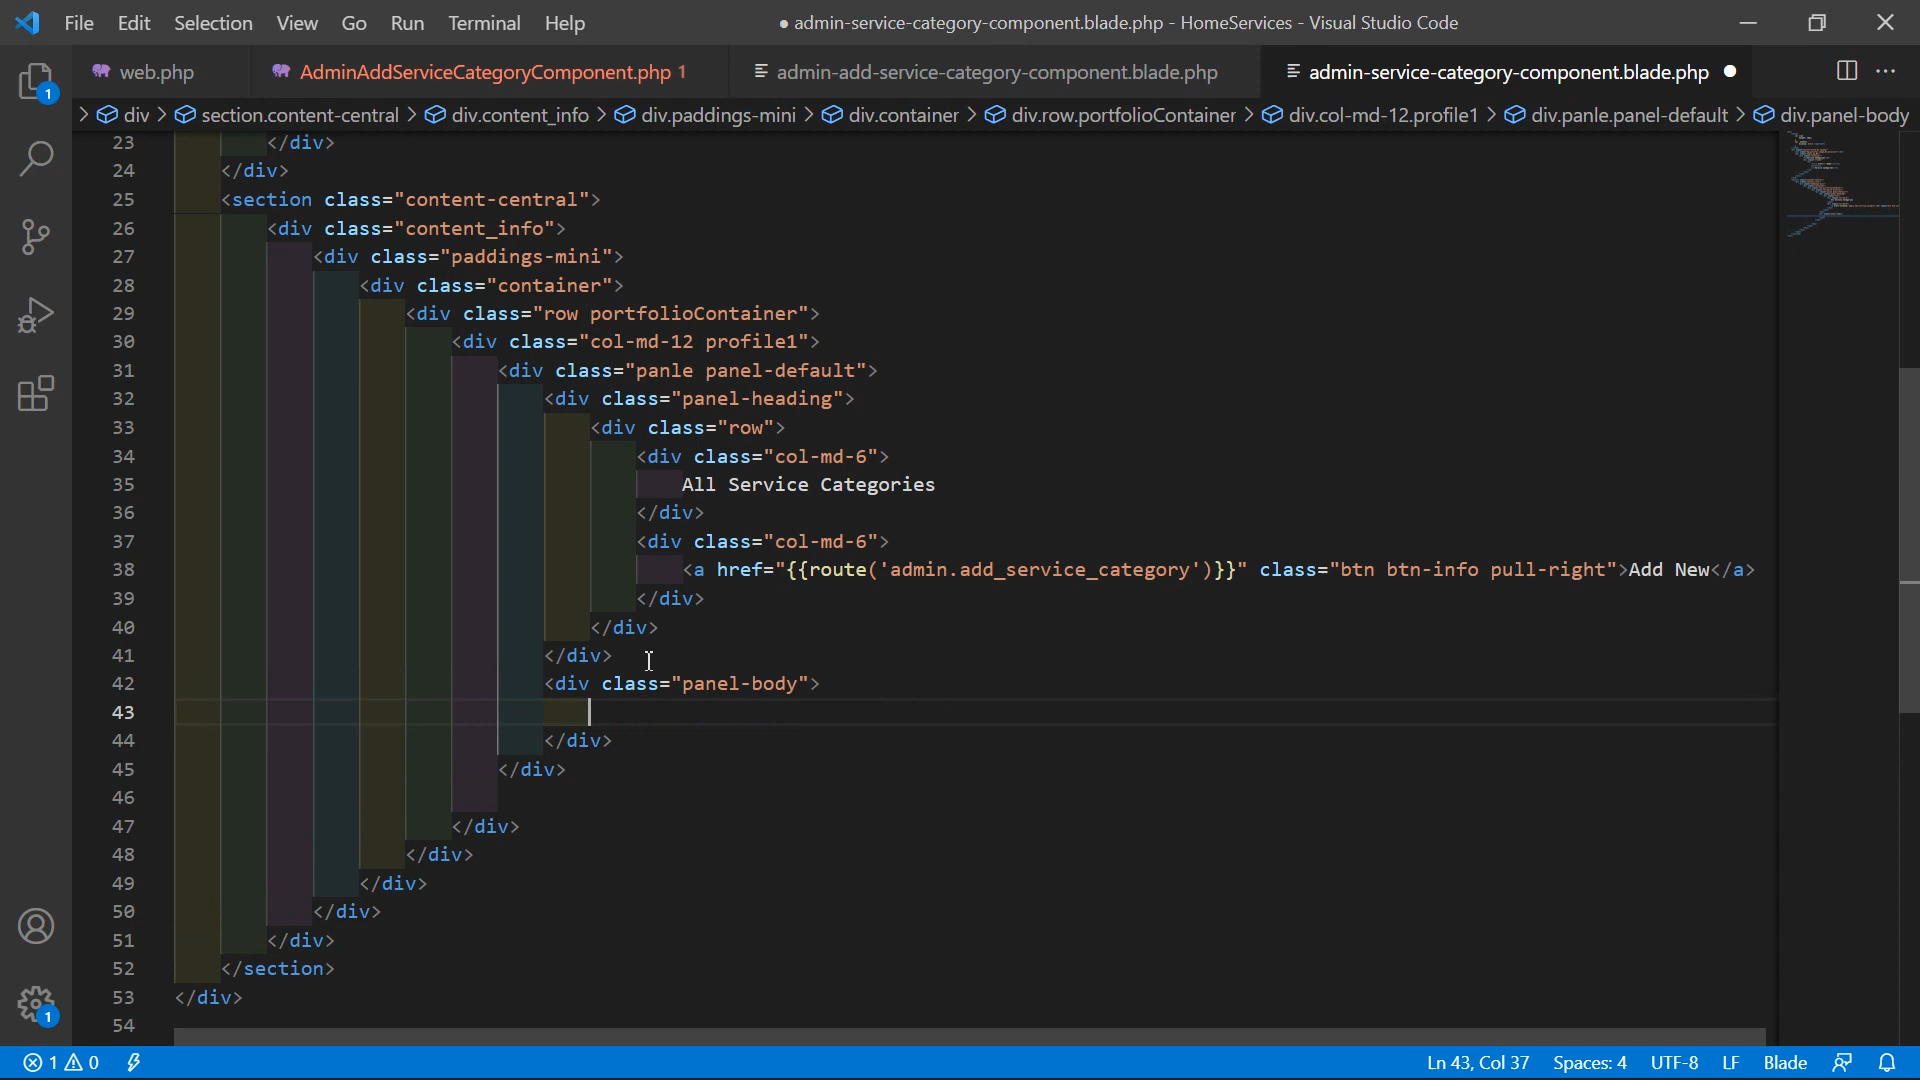 File Edit Selection View Go Run Terminal Help ● admin-service-category-component.blade.php - HomeServices - Visual Studio Code
web.php AdminAddServiceCategoryComponent.php 1 admin-add-service-category-component.blade.php admin-service-category-component.blade.php
> div > section.content-central > div.content_info > div.paddings-mini > div.container > div.row.portfolioContainer > div.col-md-12.profile1 > div.panle.panel-default > div.panel-body
23 </div>
24 </div>
25 <section class="content-central">
26 <div class="content_info">
27 <div class="paddings-mini">
28 <div class="container">
29 <div class="row portfolioContainer">
30 <div class="col-md-12 profile1">
31 <div class="panle panel-default">
32 <div class="panel-heading">
33 <div class="row">
34 <div class="col-md-6">
35 All Service Categories
36 </div>
37 <div class="col-md-6">
38 <a href="{{route('admin.add_service_category')}}" class="btn btn-info pull-right">Add New</a>
39 </div>
40 </div>
41 </div>
42 <div class="panel-body">
43
44 </div>
45 </div>
46
47 </div>
48 </div>
49 </div>
50 </div>
51 </div>
52 </section>
53 </div>
54
1
1
1 0 Ln 43, Col 37 Spaces: 4 UTF-8 LF Blade